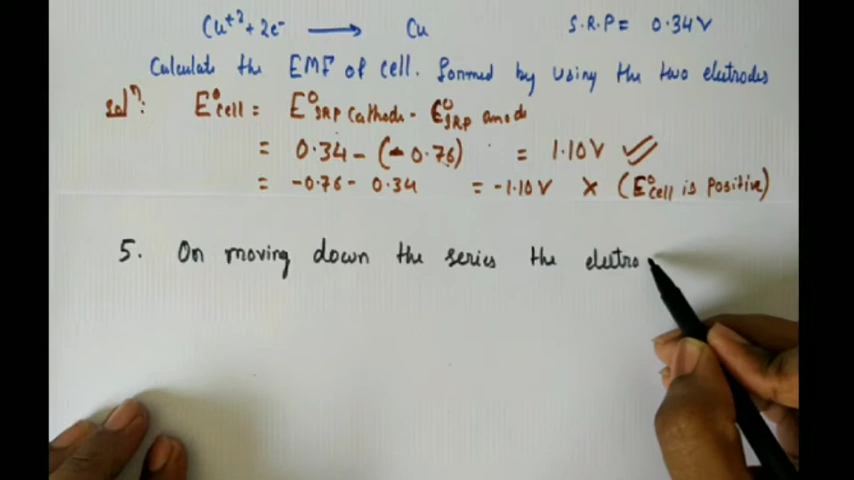 Cu⁺² + 2e⁻ ⟶ Cu S.R.P = 0.34 V
Calculate the EMF of cell. formed by using the two electrodes
solⁿ: E°cell = E°SRP cathode - E°SRP anode
= 0.34 - (-0.76) = 1.10V ✓
= -0.76 - 0.34 = -1.10V × (E°cell is positive)
5. On moving down the series the electro